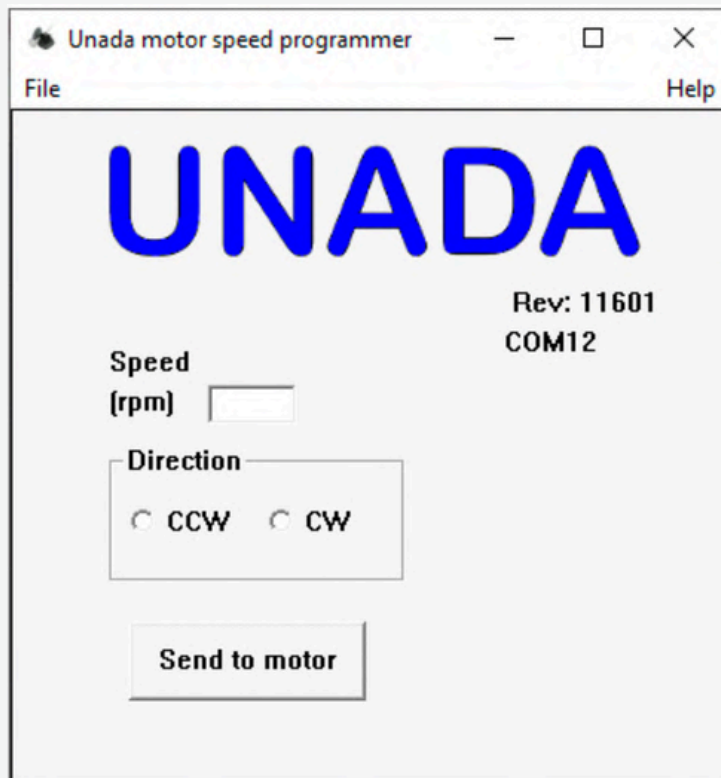 Unada motor speed programmer
File Help
UNADA
Rev: 11601
COM12
Speed
(rpm)
Direction
CCW CW
Send to motor